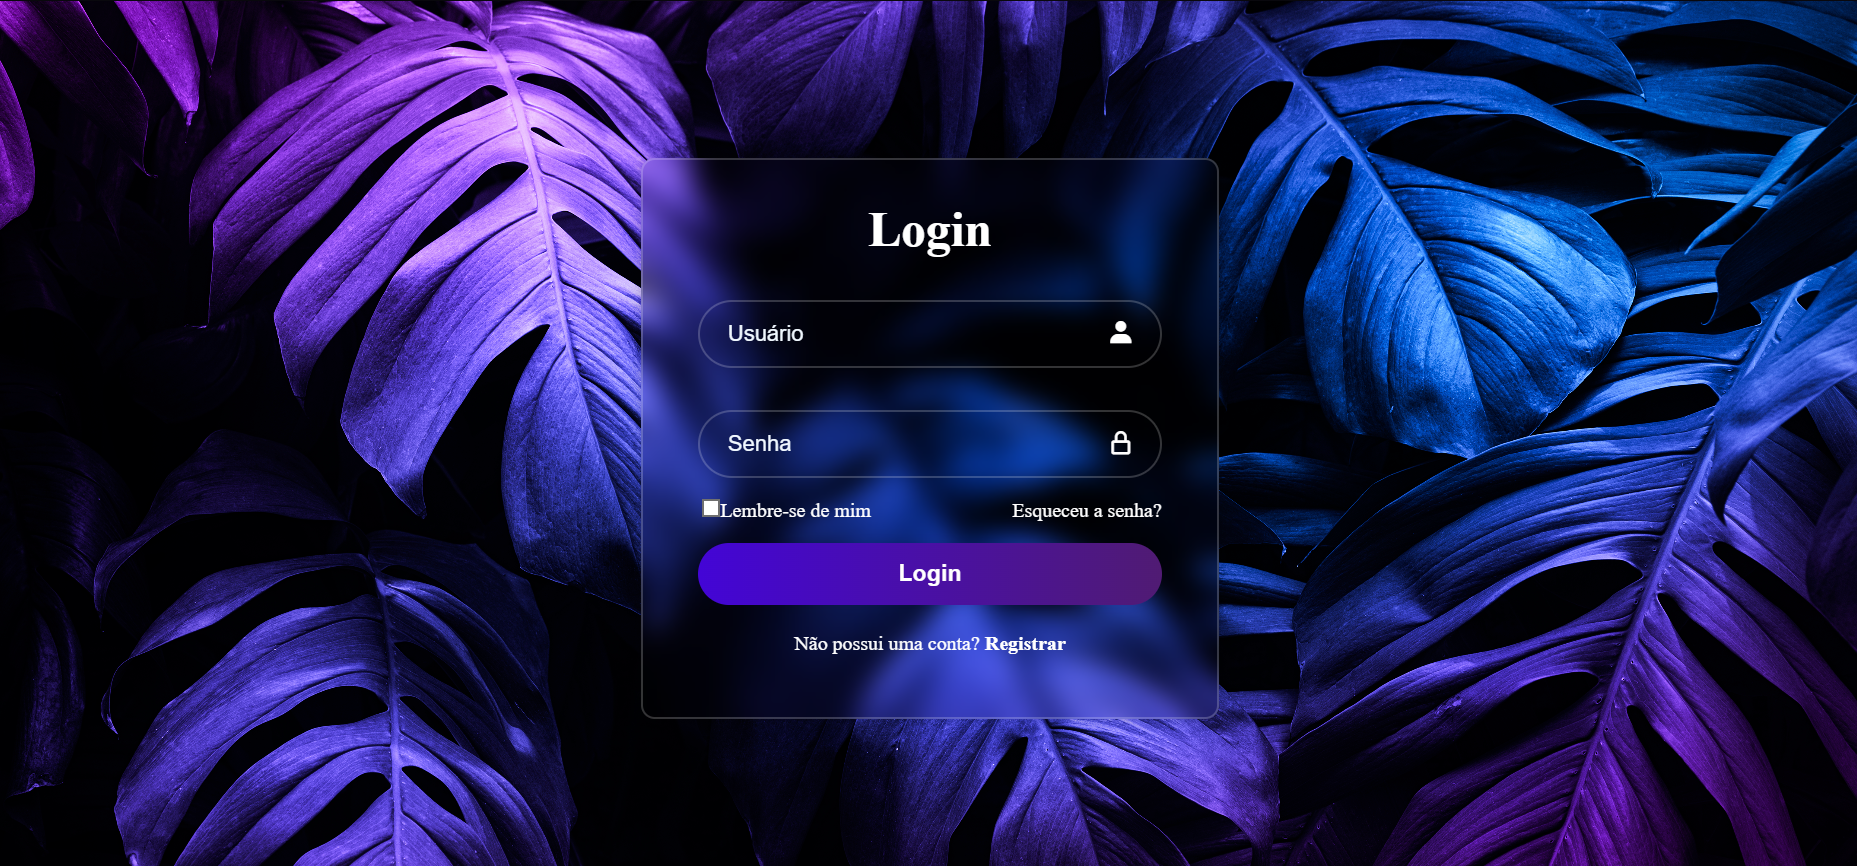 Login
Usuário
Senha
Lembre-se de mim Esqueceu a senha?
Login
Não possui uma conta? Registrar